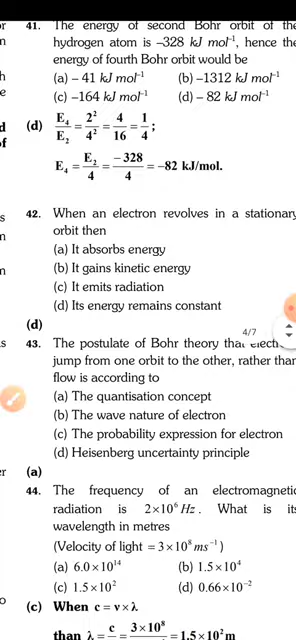 41. The energy of second Bohr orbit of the
hydrogen atom is –328 kJ mol⁻¹, hence the
energy of fourth Bohr orbit would be
(a) – 41 kJ mol⁻¹ (b) –1312 kJ mol⁻¹
(c) –164 kJ mol⁻¹ (d) – 82 kJ mol⁻¹
(d) E₄/E₂ = 2²/4² = 4/16 = 1/4 ;
E₄ = E₂/4 = –328/4 = –82 kJ/mol.
42. When an electron revolves in a stationary
orbit then
(a) It absorbs energy
(b) It gains kinetic energy
(c) It emits radiation
(d) Its energy remains constant
(d)
4/7
43. The postulate of Bohr theory that
jump from one orbit to the other, rather than
flow is according to
(a) The quantisation concept
(b) The wave nature of electron
(c) The probability expression for electron
(d) Heisenberg uncertainty principle
(a)
44. The frequency of an electromagnetic
radiation is 2×10⁶ Hz . What is its
wavelength in metres
(Velocity of light = 3×10⁸ ms⁻¹)
(a) 6.0×10¹⁴ (b) 1.5×10⁴
(c) 1.5×10² (d) 0.66×10⁻²
(c) When c = ν×λ
than λ = c = 3×10⁸ = 1.5×10² m